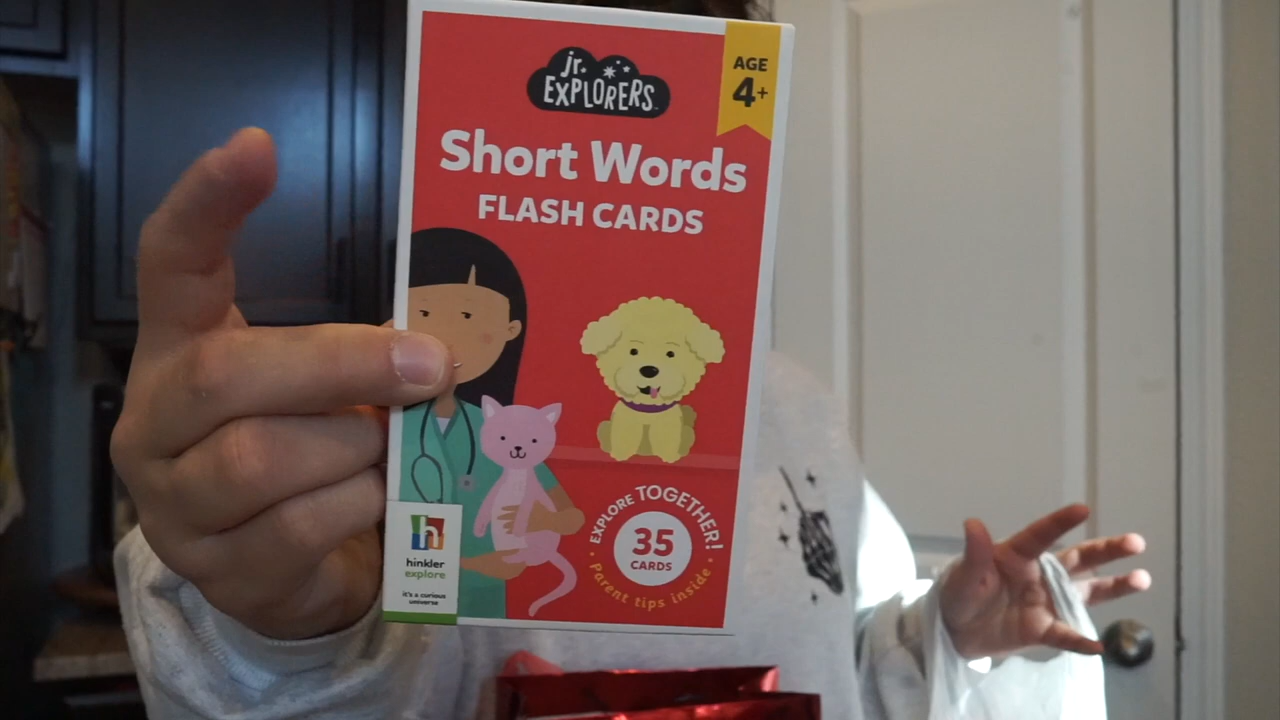 jr.
EXPLORERS
AGE
4+
Short Words
FLASH CARDS
EXPLORE TOGETHER!
35
CARDS
Parent tips inside
h
hinkler
explore
it's a curious
universe